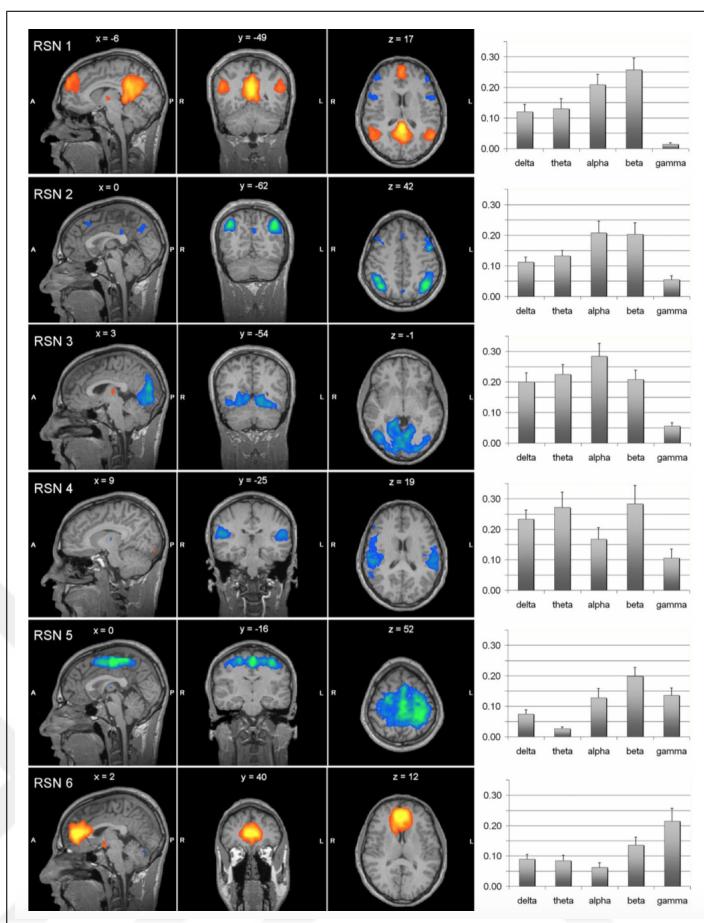 RSN 1
x = -6
y = -49
z = 17
A
P
R
L
R
L
0.30
0.20
0.10
0.00
delta
theta
alpha
beta
gamma
RSN 2
x = 0
y = -62
z = 42
A
P
R
L
R
L
0.30
0.20
0.10
0.00
delta
theta
alpha
beta
gamma
RSN 3
x = 3
y = -54
z = -1
A
P
R
L
R
L
0.30
0.20
0.10
0.00
delta
theta
alpha
beta
gamma
RSN 4
x = 9
y = -25
z = 19
A
P
R
L
R
L
0.30
0.20
0.10
0.00
delta
theta
alpha
beta
gamma
RSN 5
x = 0
y = -16
z = 52
A
P
R
L
R
L
0.30
0.20
0.10
0.00
delta
theta
alpha
beta
gamma
RSN 6
x = 2
y = 40
z = 12
A
P
R
L
R
L
0.30
0.20
0.10
0.00
delta
theta
alpha
beta
gamma